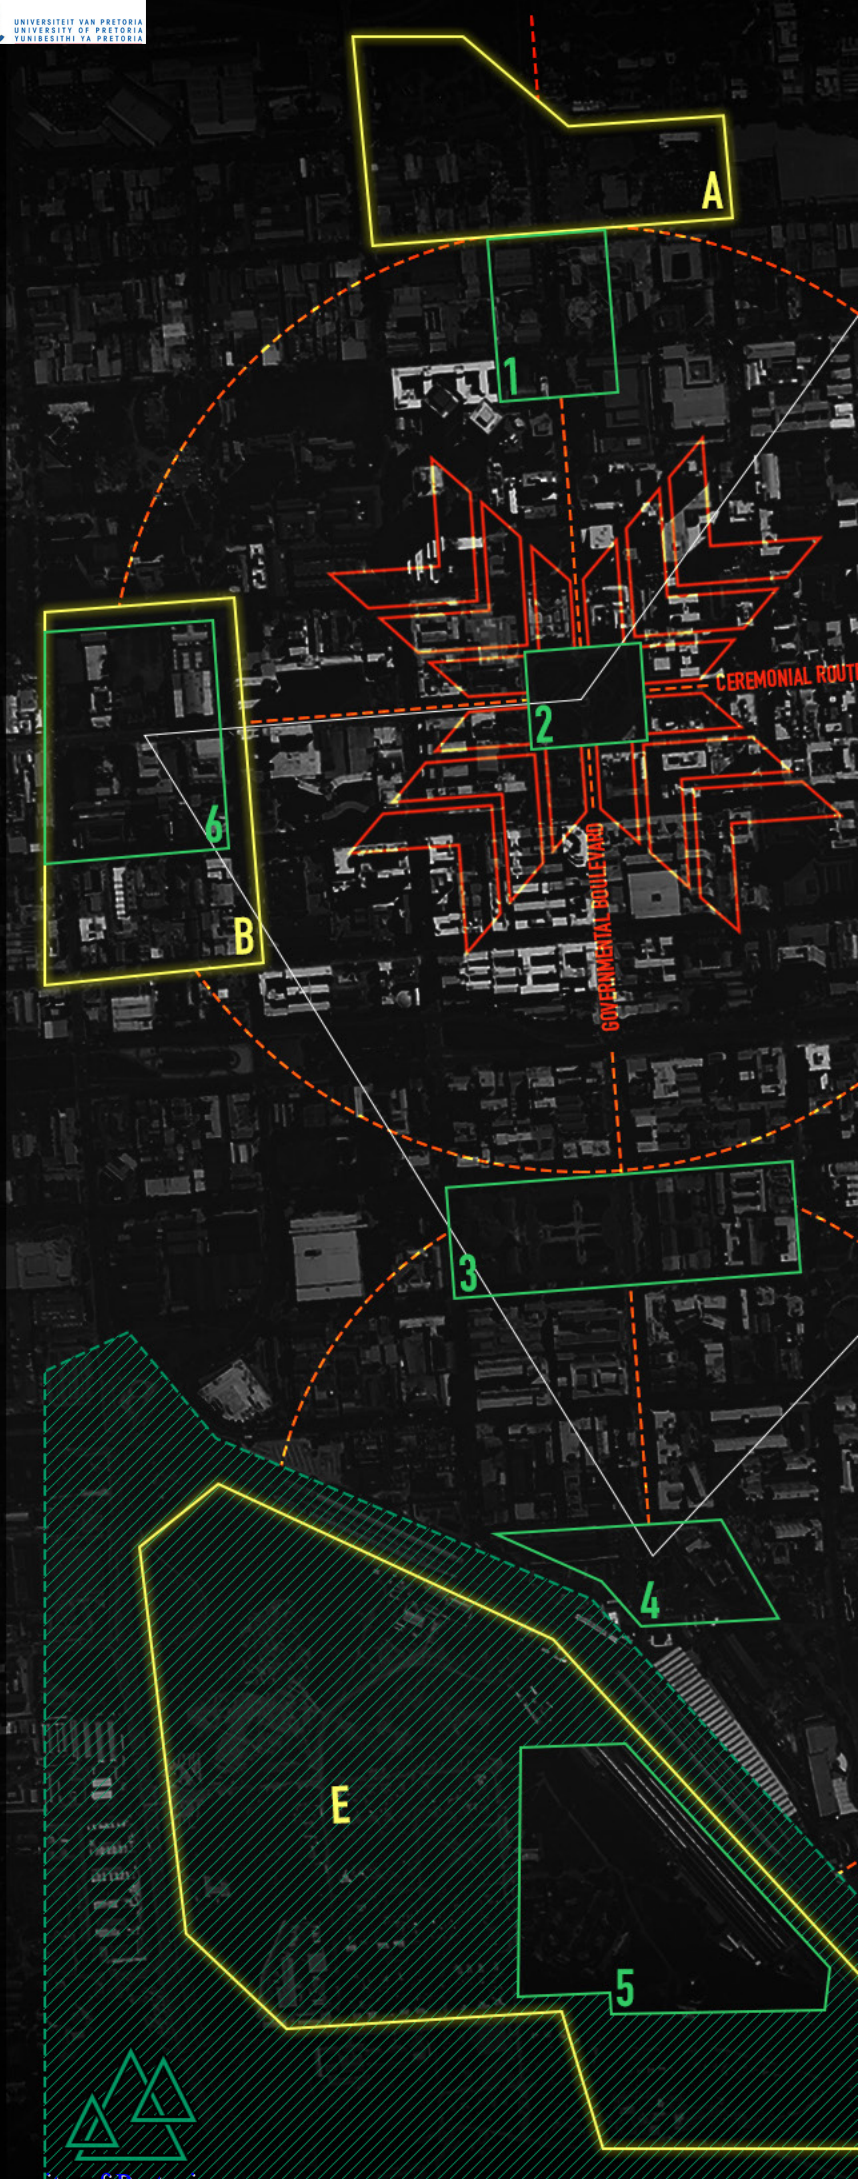 UNIVERSITEIT VAN PRETORIA
UNIVERSITY OF PRETORIA
YUNIBESITHI YA PRETORIA
A
1
CEREMONIAL ROUT
2
6
GOVERNMENTAL BOULEVARD
B
3
4
E
5